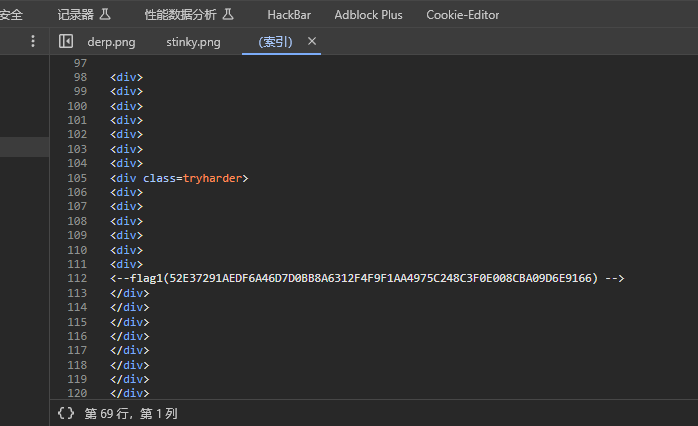 安全 记录器 性能数据分析 HackBar Adblock Plus Cookie-Editor
derp.png stinky.png (索引) ×
97
98 <div>
99 <div>
100 <div>
101 <div>
102 <div>
103 <div>
104 <div>
105 <div class=tryharder>
106 <div>
107 <div>
108 <div>
109 <div>
110 <div>
111 <div>
112 <--flag1(52E37291AEDF6A46D7D0BB8A6312F4F9F1AA4975C248C3F0E008CBA09D6E9166) -->
113 </div>
114 </div>
115 </div>
116 </div>
117 </div>
118 </div>
119 </div>
120 </div>
{} 第 69 行，第 1 列